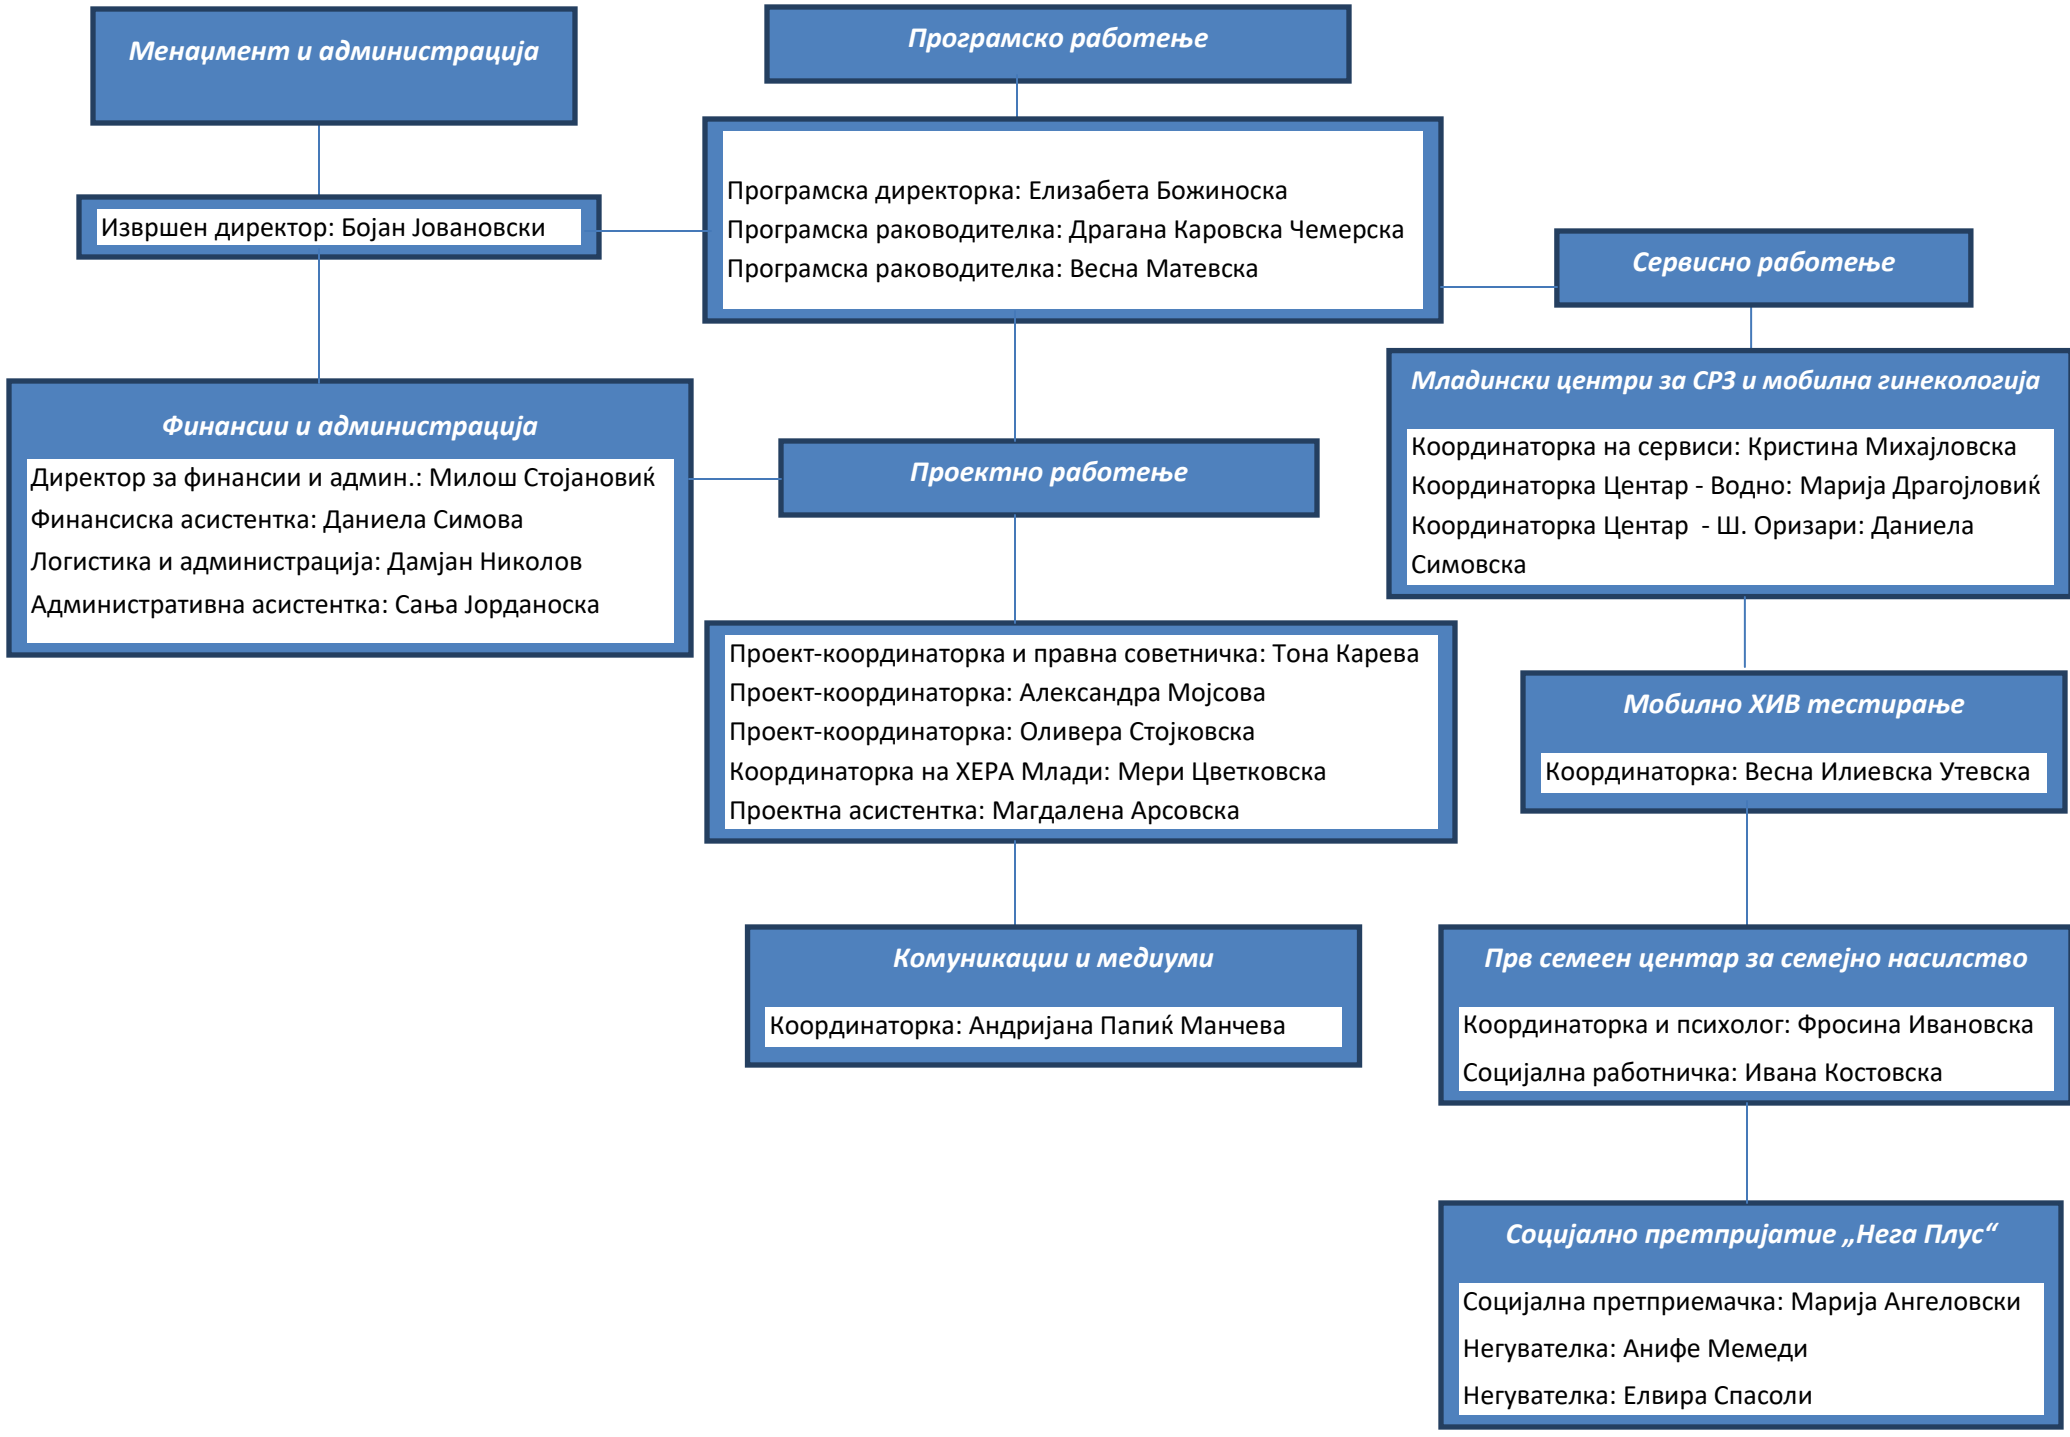 Менаџмент и администрација
Програмско работење
Извршен директор: Бојан Јовановски
Програмска директорка: Елизабета Божиноска
Програмска раководителка: Драгана Каровска Чемерска
Програмска раководителка: Весна Матевска
Сервисно работење
Финансии и администрација
Директор за финансии и админ.: Милош Стојановиќ
Финансиска асистентка: Даниела Симова
Логистика и администрација: Дамјан Николов
Административна асистентка: Сања Јорданоска
Проектно работење
Младински центри за СРЗ и мобилна гинекологија
Координаторка на сервиси: Кристина Михајловска
Координаторка Центар - Водно: Марија Драгојловиќ
Координаторка Центар  - Ш. Оризари: Даниела
Симовска
Проект-координаторка и правна советничка: Тона Карева
Проект-координаторка: Александра Мојсова
Проект-координаторка: Оливера Стојковска
Координаторка на ХЕРА Млади: Мери Цветковска
Проектна асистентка: Магдалена Арсовска
Мобилно ХИВ тестирање
Координаторка: Весна Илиевска Утевска
Комуникации и медиуми
Координаторка: Андријана Папиќ Манчева
Прв семеен центар за семејно насилство
Координаторка и психолог: Фросина Ивановска
Социјална работничка: Ивана Костовска
Социјално претпријатие „Нега Плус“
Социјална претприемачка: Марија Ангеловски
Негувателка: Анифе Мемеди
Негувателка: Елвира Спасоли